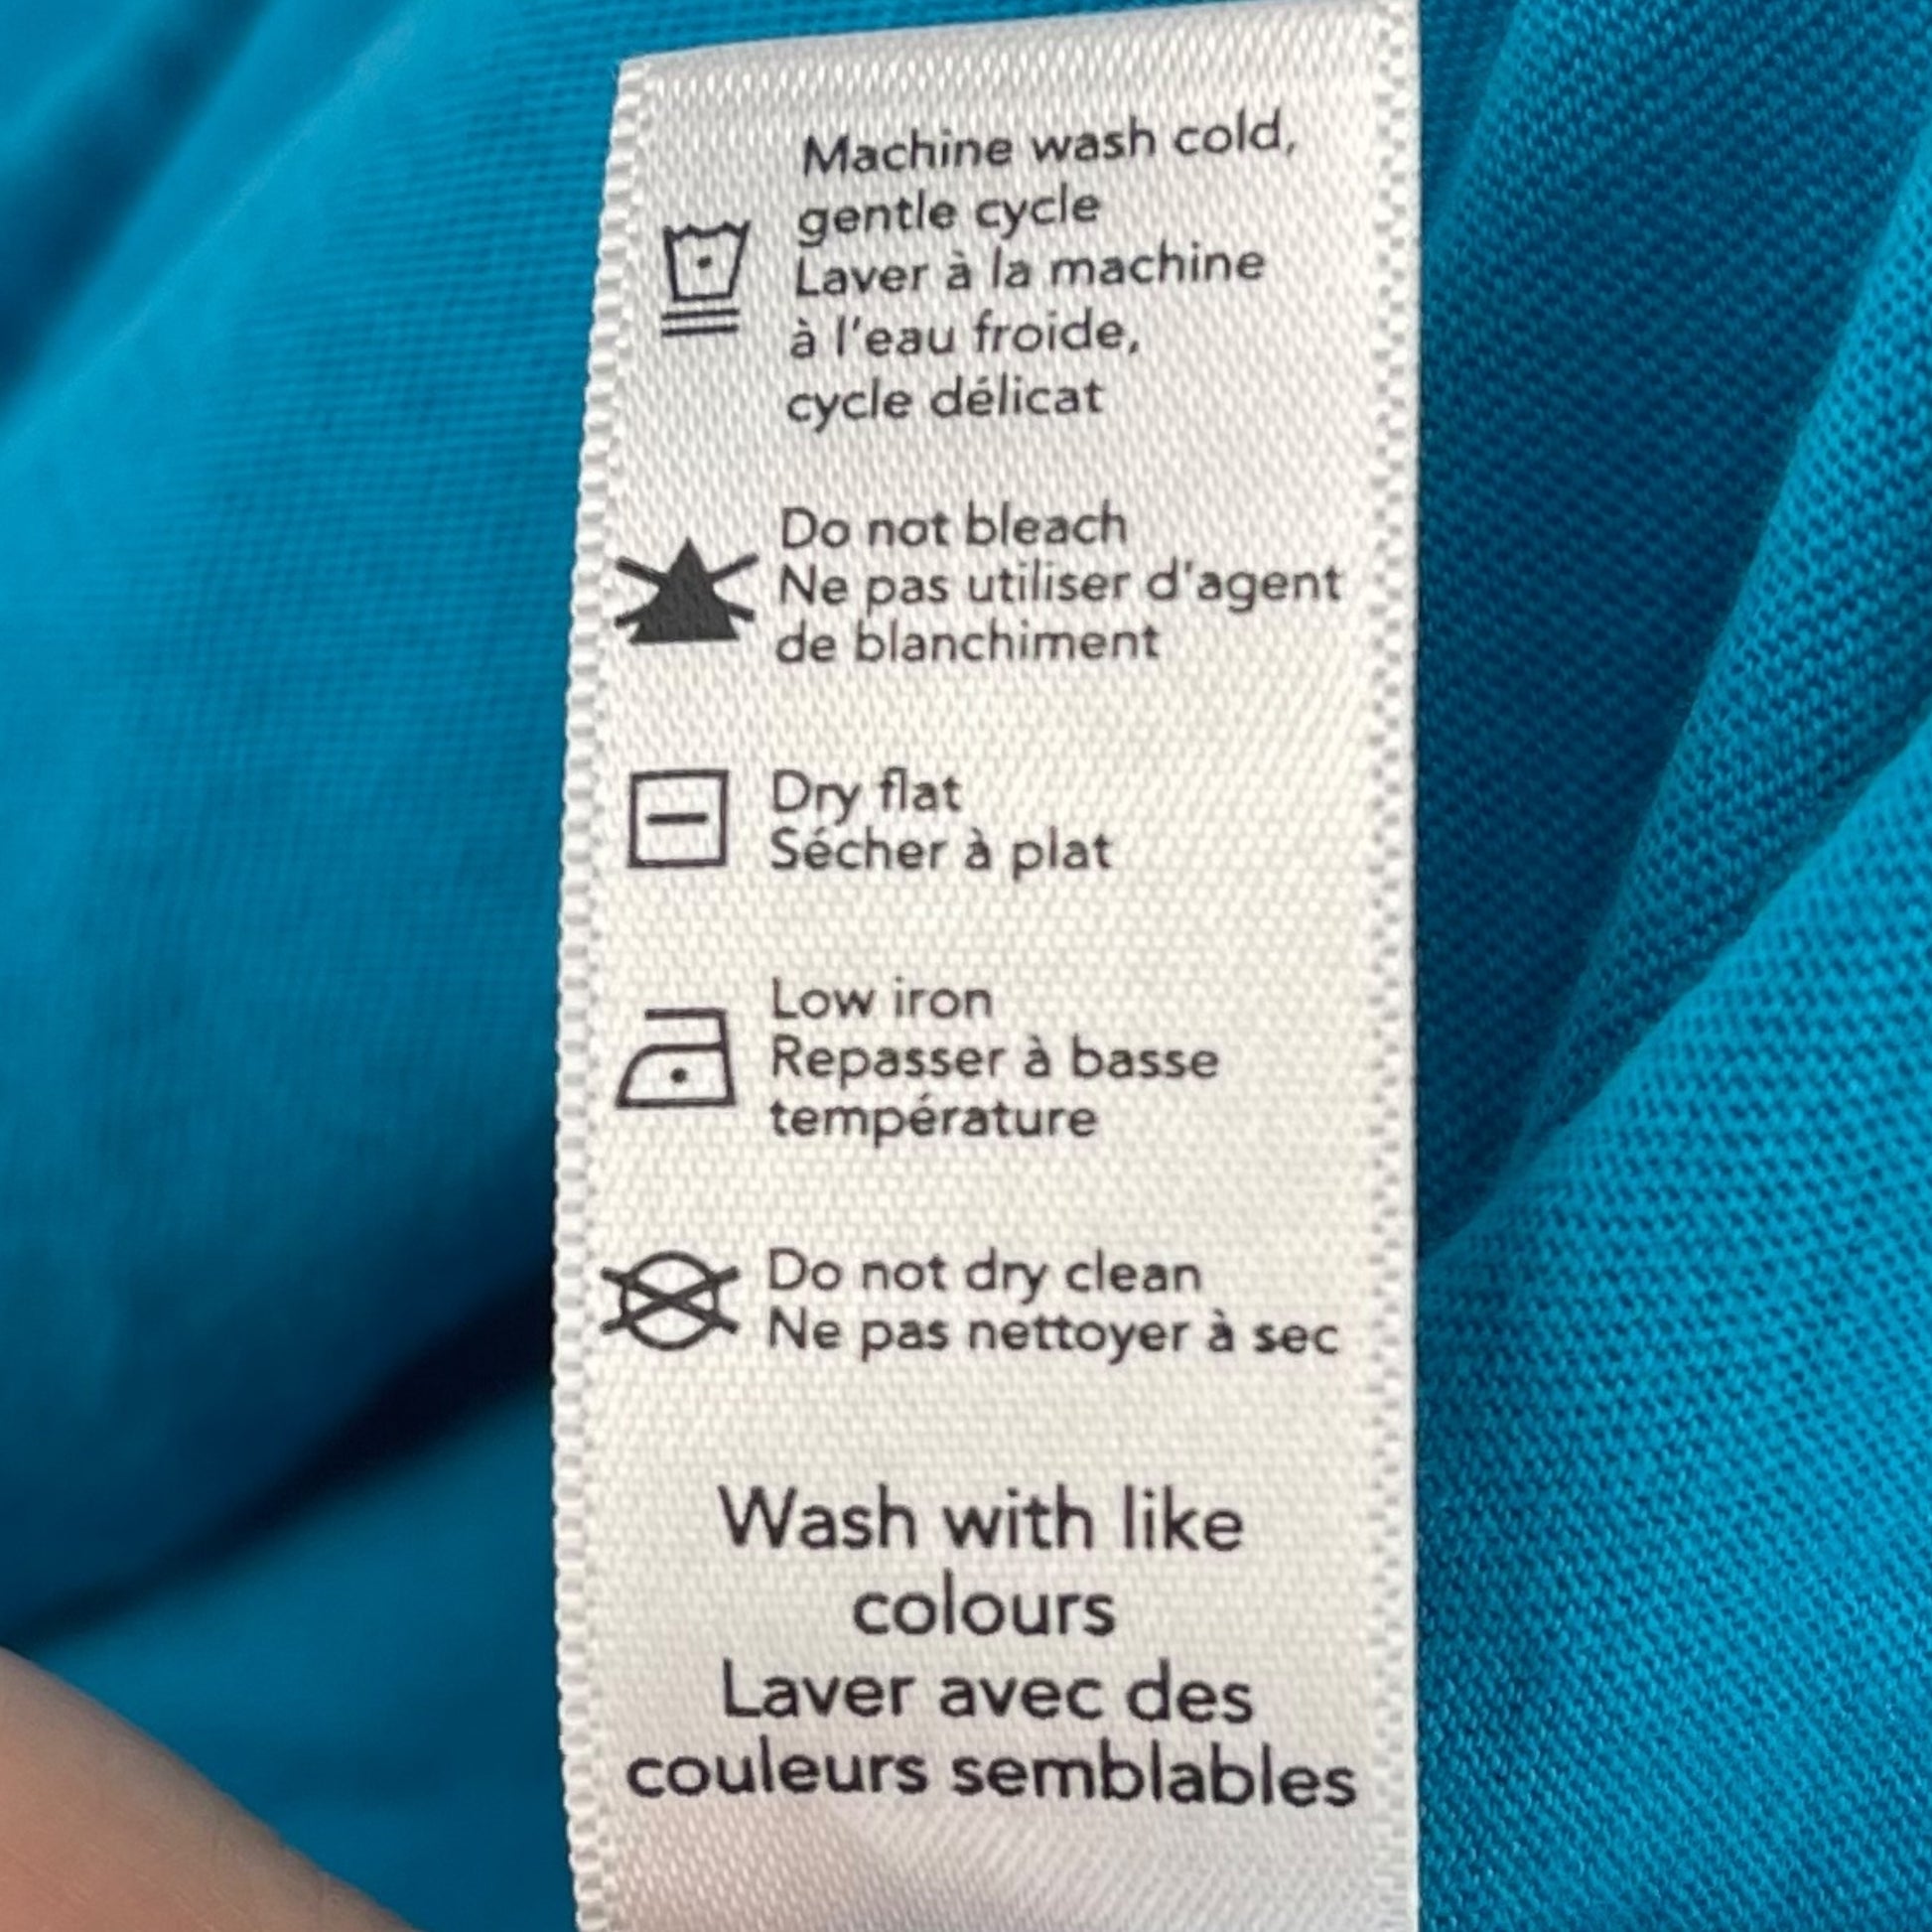 Machine wash cold,
gentle cycle
Laver à la machine
à l'eau froide,
cycle délicat
Do not bleach
Ne pas utiliser d'agent
de blanchiment
Dry flat
Sécher à plat
Low iron
Repasser à basse
température
Do not dry clean
Ne pas nettoyer à sec
Wash with like
colours
Laver avec des
couleurs semblables